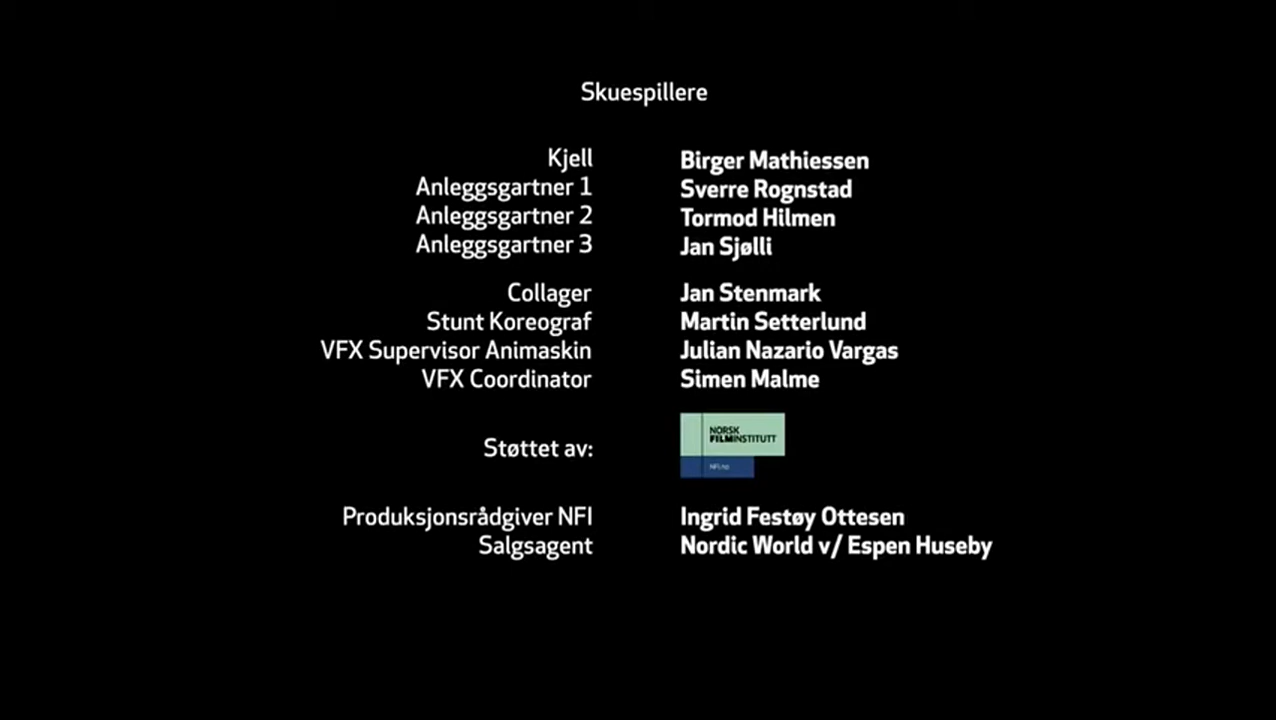 Skuespillere
Kjell Birger Mathiessen
Anleggsgartner 1 Sverre Rognstad
Anleggsgartner 2 Tormod Hilmen
Anleggsgartner 3 Jan Sjølli
Collager Jan Stenmark
Stunt Koreograf Martin Setterlund
VFX Supervisor Animaskin Julian Nazario Vargas
VFX Coordinator Simen Malme
Støttet av:
NORSK
FILMINSTITUTT
NFI.no
Produksjonsrådgiver NFI Ingrid Festøy Ottesen
Salgsagent Nordic World v/ Espen Huseby